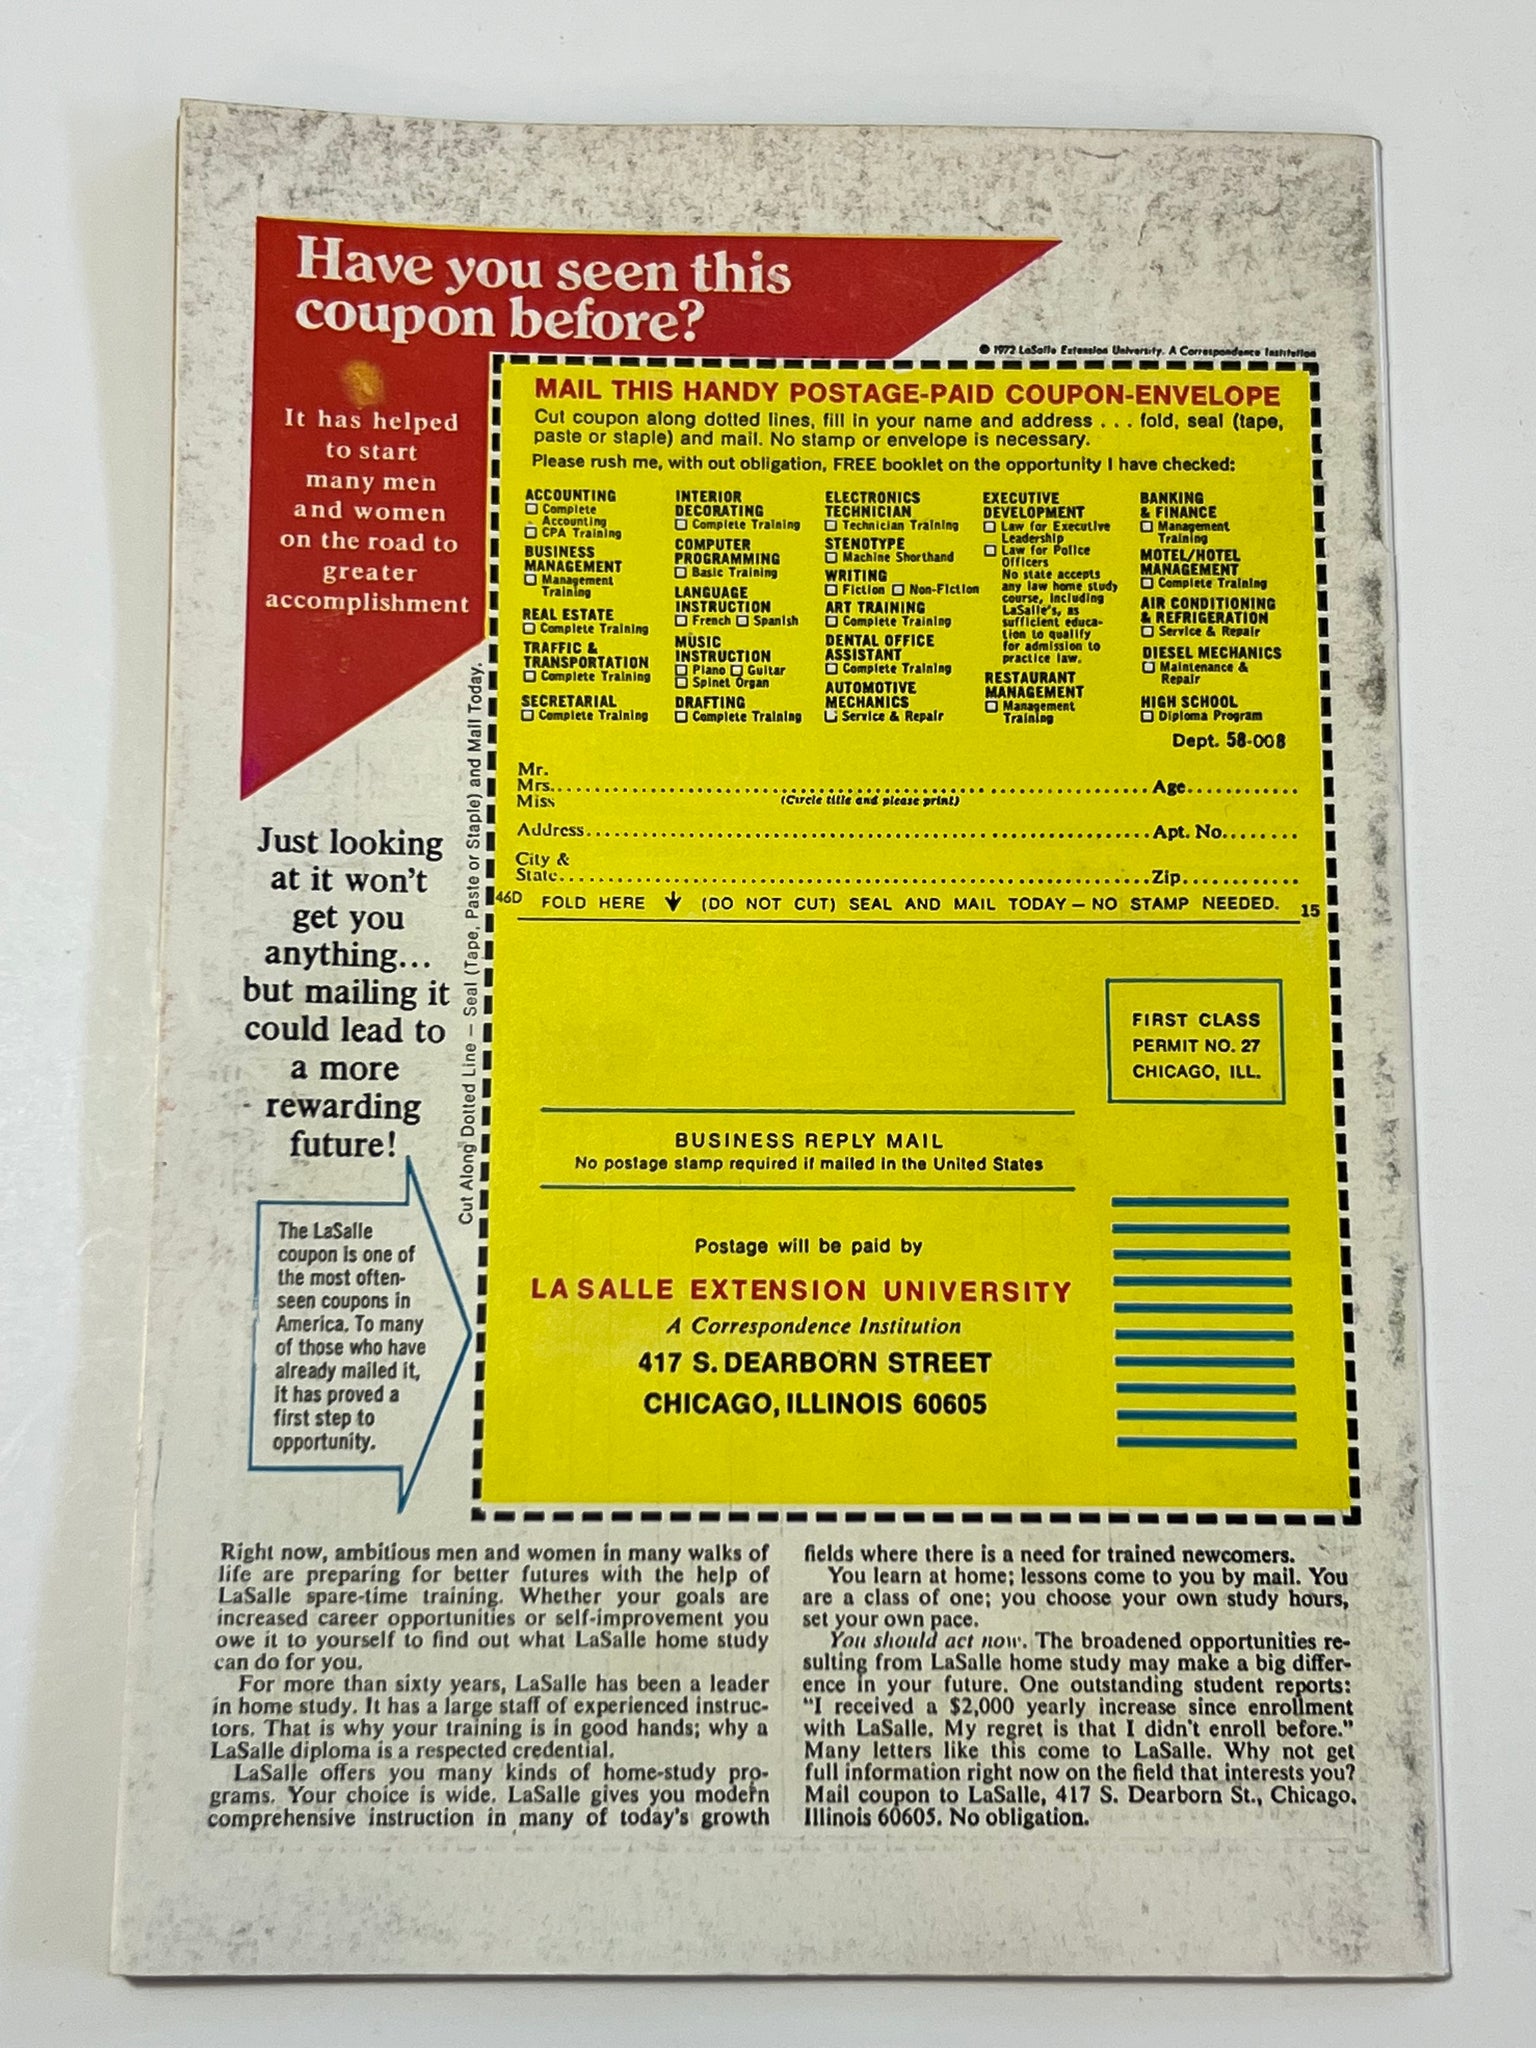 Have you seen this
coupon before?
It has helped
to start
many men
and women
on the road to
greater
accomplishment
© 1972 LaSalle Extension University. A Correspondence Institution
MAIL THIS HANDY POSTAGE-PAID COUPON-ENVELOPE
Cut coupon along dotted lines, fill in your name and address . . . fold, seal (tape,
paste or staple) and mail. No stamp or envelope is necessary.
Please rush me, with out obligation, FREE booklet on the opportunity I have checked:
ACCOUNTING
Complete
Accounting
CPA Training
BUSINESS
MANAGEMENT
Management
Training
REAL ESTATE
Complete Training
TRAFFIC &
TRANSPORTATION
Complete Training
SECRETARIAL
Complete Training
INTERIOR
DECORATING
Complete Training
COMPUTER
PROGRAMMING
Basic Training
LANGUAGE
INSTRUCTION
French Spanish
MUSIC
INSTRUCTION
Piano Guitar
Spinet Organ
DRAFTING
Complete Training
ELECTRONICS
TECHNICIAN
Technician Training
STENOTYPE
Machine Shorthand
WRITING
Fiction Non-Fiction
ART TRAINING
Complete Training
DENTAL OFFICE
ASSISTANT
Complete Training
AUTOMOTIVE
MECHANICS
Service & Repair
EXECUTIVE
DEVELOPMENT
Law for Executive
Leadership
Law for Police
Officers
No state accepts
any law home study
course, including
LaSalle's, as
sufficient educa-
tion to qualify
for admission to
practice law.
RESTAURANT
MANAGEMENT
Management
Training
BANKING
& FINANCE
Management
Training
MOTEL/HOTEL
MANAGEMENT
Complete Training
AIR CONDITIONING
& REFRIGERATION
Service & Repair
DIESEL MECHANICS
Maintenance &
Repair
HIGH SCHOOL
Diploma Program
Dept. 58-008
Mr.
Mrs. Age
Miss (Circle title and please print)
Address Apt. No.
City &
State Zip
46D FOLD HERE (DO NOT CUT) SEAL AND MAIL TODAY – NO STAMP NEEDED. 15
Cut Along Dotted Line – Seal (Tape, Paste or Staple) and Mail Today.
Just looking
at it won't
get you
anything...
but mailing it
could lead to
a more
rewarding
future!
FIRST CLASS
PERMIT NO. 27
CHICAGO, ILL.
BUSINESS REPLY MAIL
No postage stamp required if mailed in the United States
Postage will be paid by
LA SALLE EXTENSION UNIVERSITY
A Correspondence Institution
417 S. DEARBORN STREET
CHICAGO, ILLINOIS 60605
The LaSalle
coupon is one of
the most often-
seen coupons in
America. To many
of those who have
already mailed it,
it has proved a
first step to
opportunity.
Right now, ambitious men and women in many walks of
life are preparing for better futures with the help of
LaSalle spare-time training. Whether your goals are
increased career opportunities or self-improvement you
owe it to yourself to find out what LaSalle home study
can do for you.
For more than sixty years, LaSalle has been a leader
in home study. It has a large staff of experienced instruc-
tors. That is why your training is in good hands; why a
LaSalle diploma is a respected credential.
LaSalle offers you many kinds of home-study pro-
grams. Your choice is wide. LaSalle gives you modern
comprehensive instruction in many of today's growth
fields where there is a need for trained newcomers.
You learn at home; lessons come to you by mail. You
are a class of one; you choose your own study hours,
set your own pace.
You should act now. The broadened opportunities re-
sulting from LaSalle home study may make a big differ-
ence in your future. One outstanding student reports:
"I received a $2,000 yearly increase since enrollment
with LaSalle. My regret is that I didn't enroll before."
Many letters like this come to LaSalle. Why not get
full information right now on the field that interests you?
Mail coupon to LaSalle, 417 S. Dearborn St., Chicago,
Illinois 60605. No obligation.